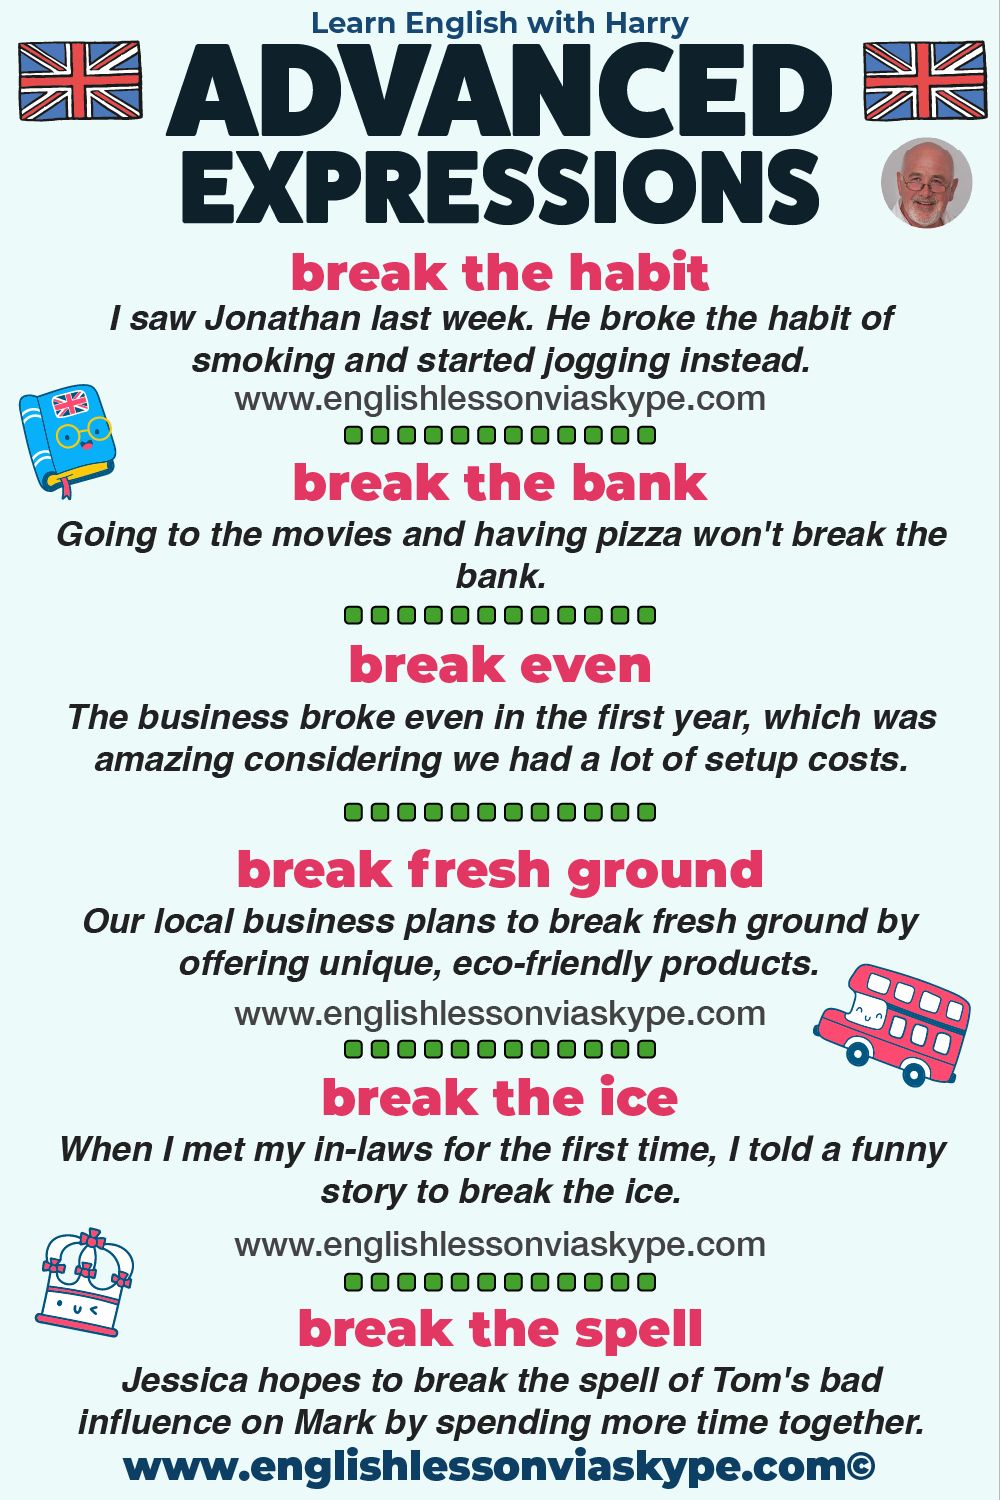 Learn English with Harry
ADVANCED
EXPRESSIONS
break the habit
I saw Jonathan last week. He broke the habit of
smoking and started jogging instead.
www.englishlessonviaskype.com
break the bank
Going to the movies and having pizza won't break the
bank.
break even
The business broke even in the first year, which was
amazing considering we had a lot of setup costs.
break fresh ground
Our local business plans to break fresh ground by
offering unique, eco-friendly products.
www.englishlessonviaskype.com
break the ice
When I met my in-laws for the first time, I told a funny
story to break the ice.
www.englishlessonviaskype.com
break the spell
Jessica hopes to break the spell of Tom's bad
influence on Mark by spending more time together.
www.englishlessonviaskype.com©